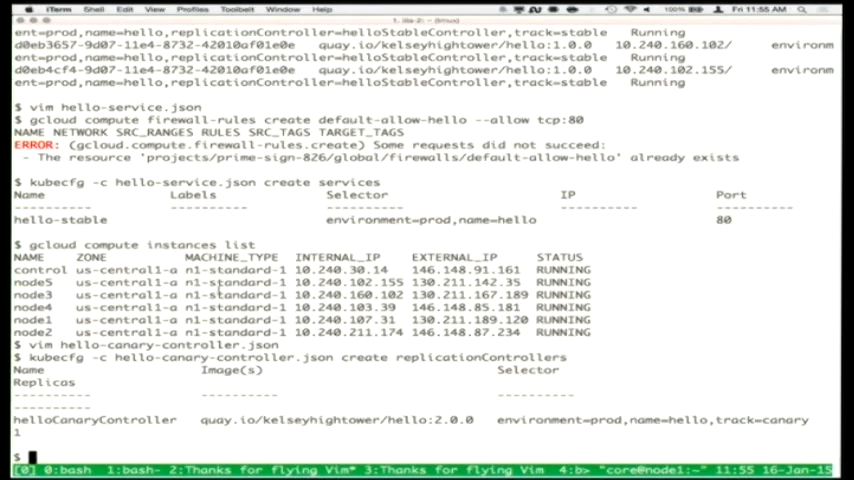 iTerm Shell Edit View Profiles Toolbelt Window Help 100% Fri 11:55 AM
(tmux)
ent=prod,name=hello,replicationController=helloStableController,track=stable Running
d0eb3657-9d07-11e4-8732-42010af01e0e quay.io/kelseyhightower/hello:1.0.0 10.240.160.102/ environm
ent=prod,name=hello,replicationController=helloStableController,track=stable Running
d0eb4cf4-9d07-11e4-8732-42010af01e0e quay.io/kelseyhightower/hello:1.0.0 10.240.102.155/ environm
ent=prod,name=hello,replicationController=helloStableController,track=stable Running
$ vim hello-service.json
$ gcloud compute firewall-rules create default-allow-hello --allow tcp:80
NAME NETWORK SRC_RANGES RULES SRC_TAGS TARGET_TAGS
ERROR: (gcloud.compute.firewall-rules.create) Some requests did not succeed:
- The resource 'projects/prime-sign-826/global/firewalls/default-allow-hello' already exists
$ kubecfg -c hello-service.json create services
Name Labels Selector IP Port
---------- ---------- ---------- ---------- ----------
hello-stable environment=prod,name=hello 80
$ gcloud compute instances list
NAME ZONE MACHINE_TYPE INTERNAL_IP EXTERNAL_IP STATUS
control us-central1-a n1-standard-1 10.240.30.14 146.148.91.161 RUNNING
node5 us-central1-a n1-standard-1 10.240.102.155 130.211.142.35 RUNNING
node3 us-central1-a n1-standard-1 10.240.160.102 130.211.167.189 RUNNING
node4 us-central1-a n1-standard-1 10.240.103.39 146.148.85.181 RUNNING
node1 us-central1-a n1-standard-1 10.240.107.31 130.211.189.120 RUNNING
node2 us-central1-a n1-standard-1 10.240.211.174 146.148.87.234 RUNNING
$ vim hello-canary-controller.json
$ kubecfg -c hello-canary-controller.json create replicationControllers
Name Image(s) Selector
Replicas
---------- ---------- ----------
----------
helloCanaryController quay.io/kelseyhightower/hello:2.0.0 environment=prod,name=hello,track=canary
1
$
[0] 0:bash 1:bash- 2:Thanks for flying Vim* 3:Thanks for flying Vim 4:b> "core@node1:~" 11:55 16-Jan-15